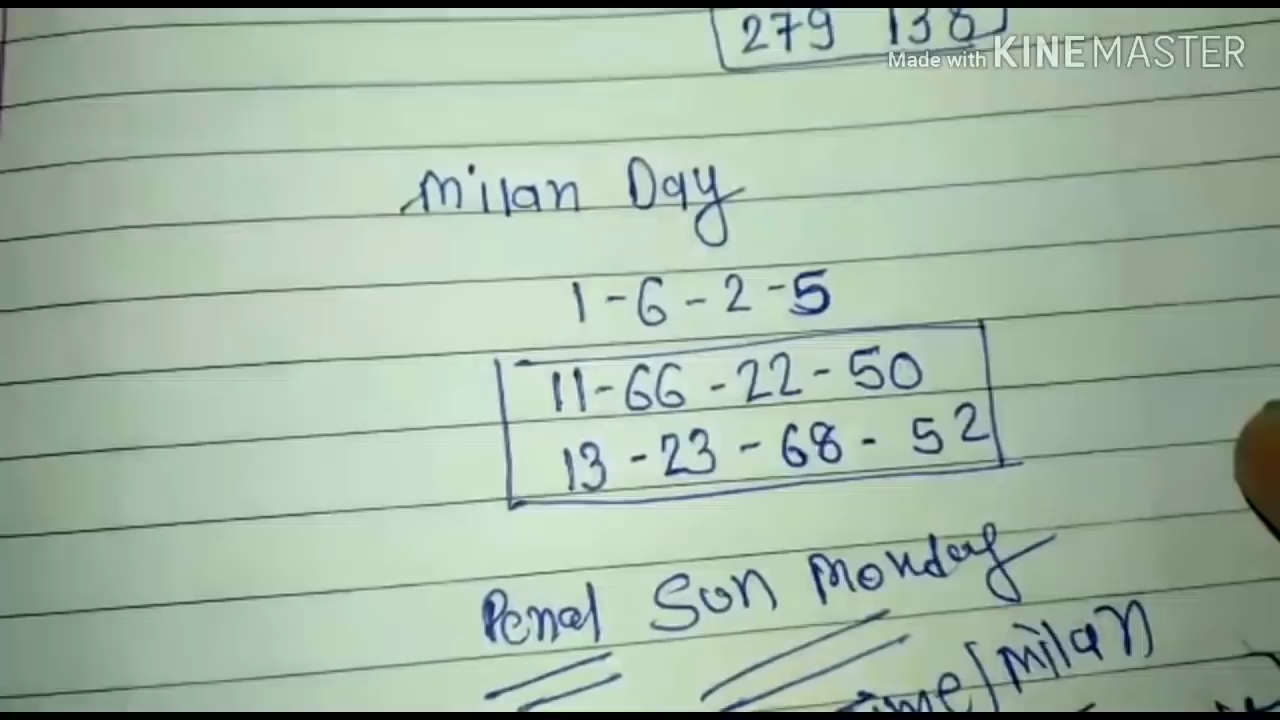 279 138
Made with KINEMASTER
Milan Day
1-6-2-5
11-66-22-50
13-23-68-52
Penal Sun Monday
/milan